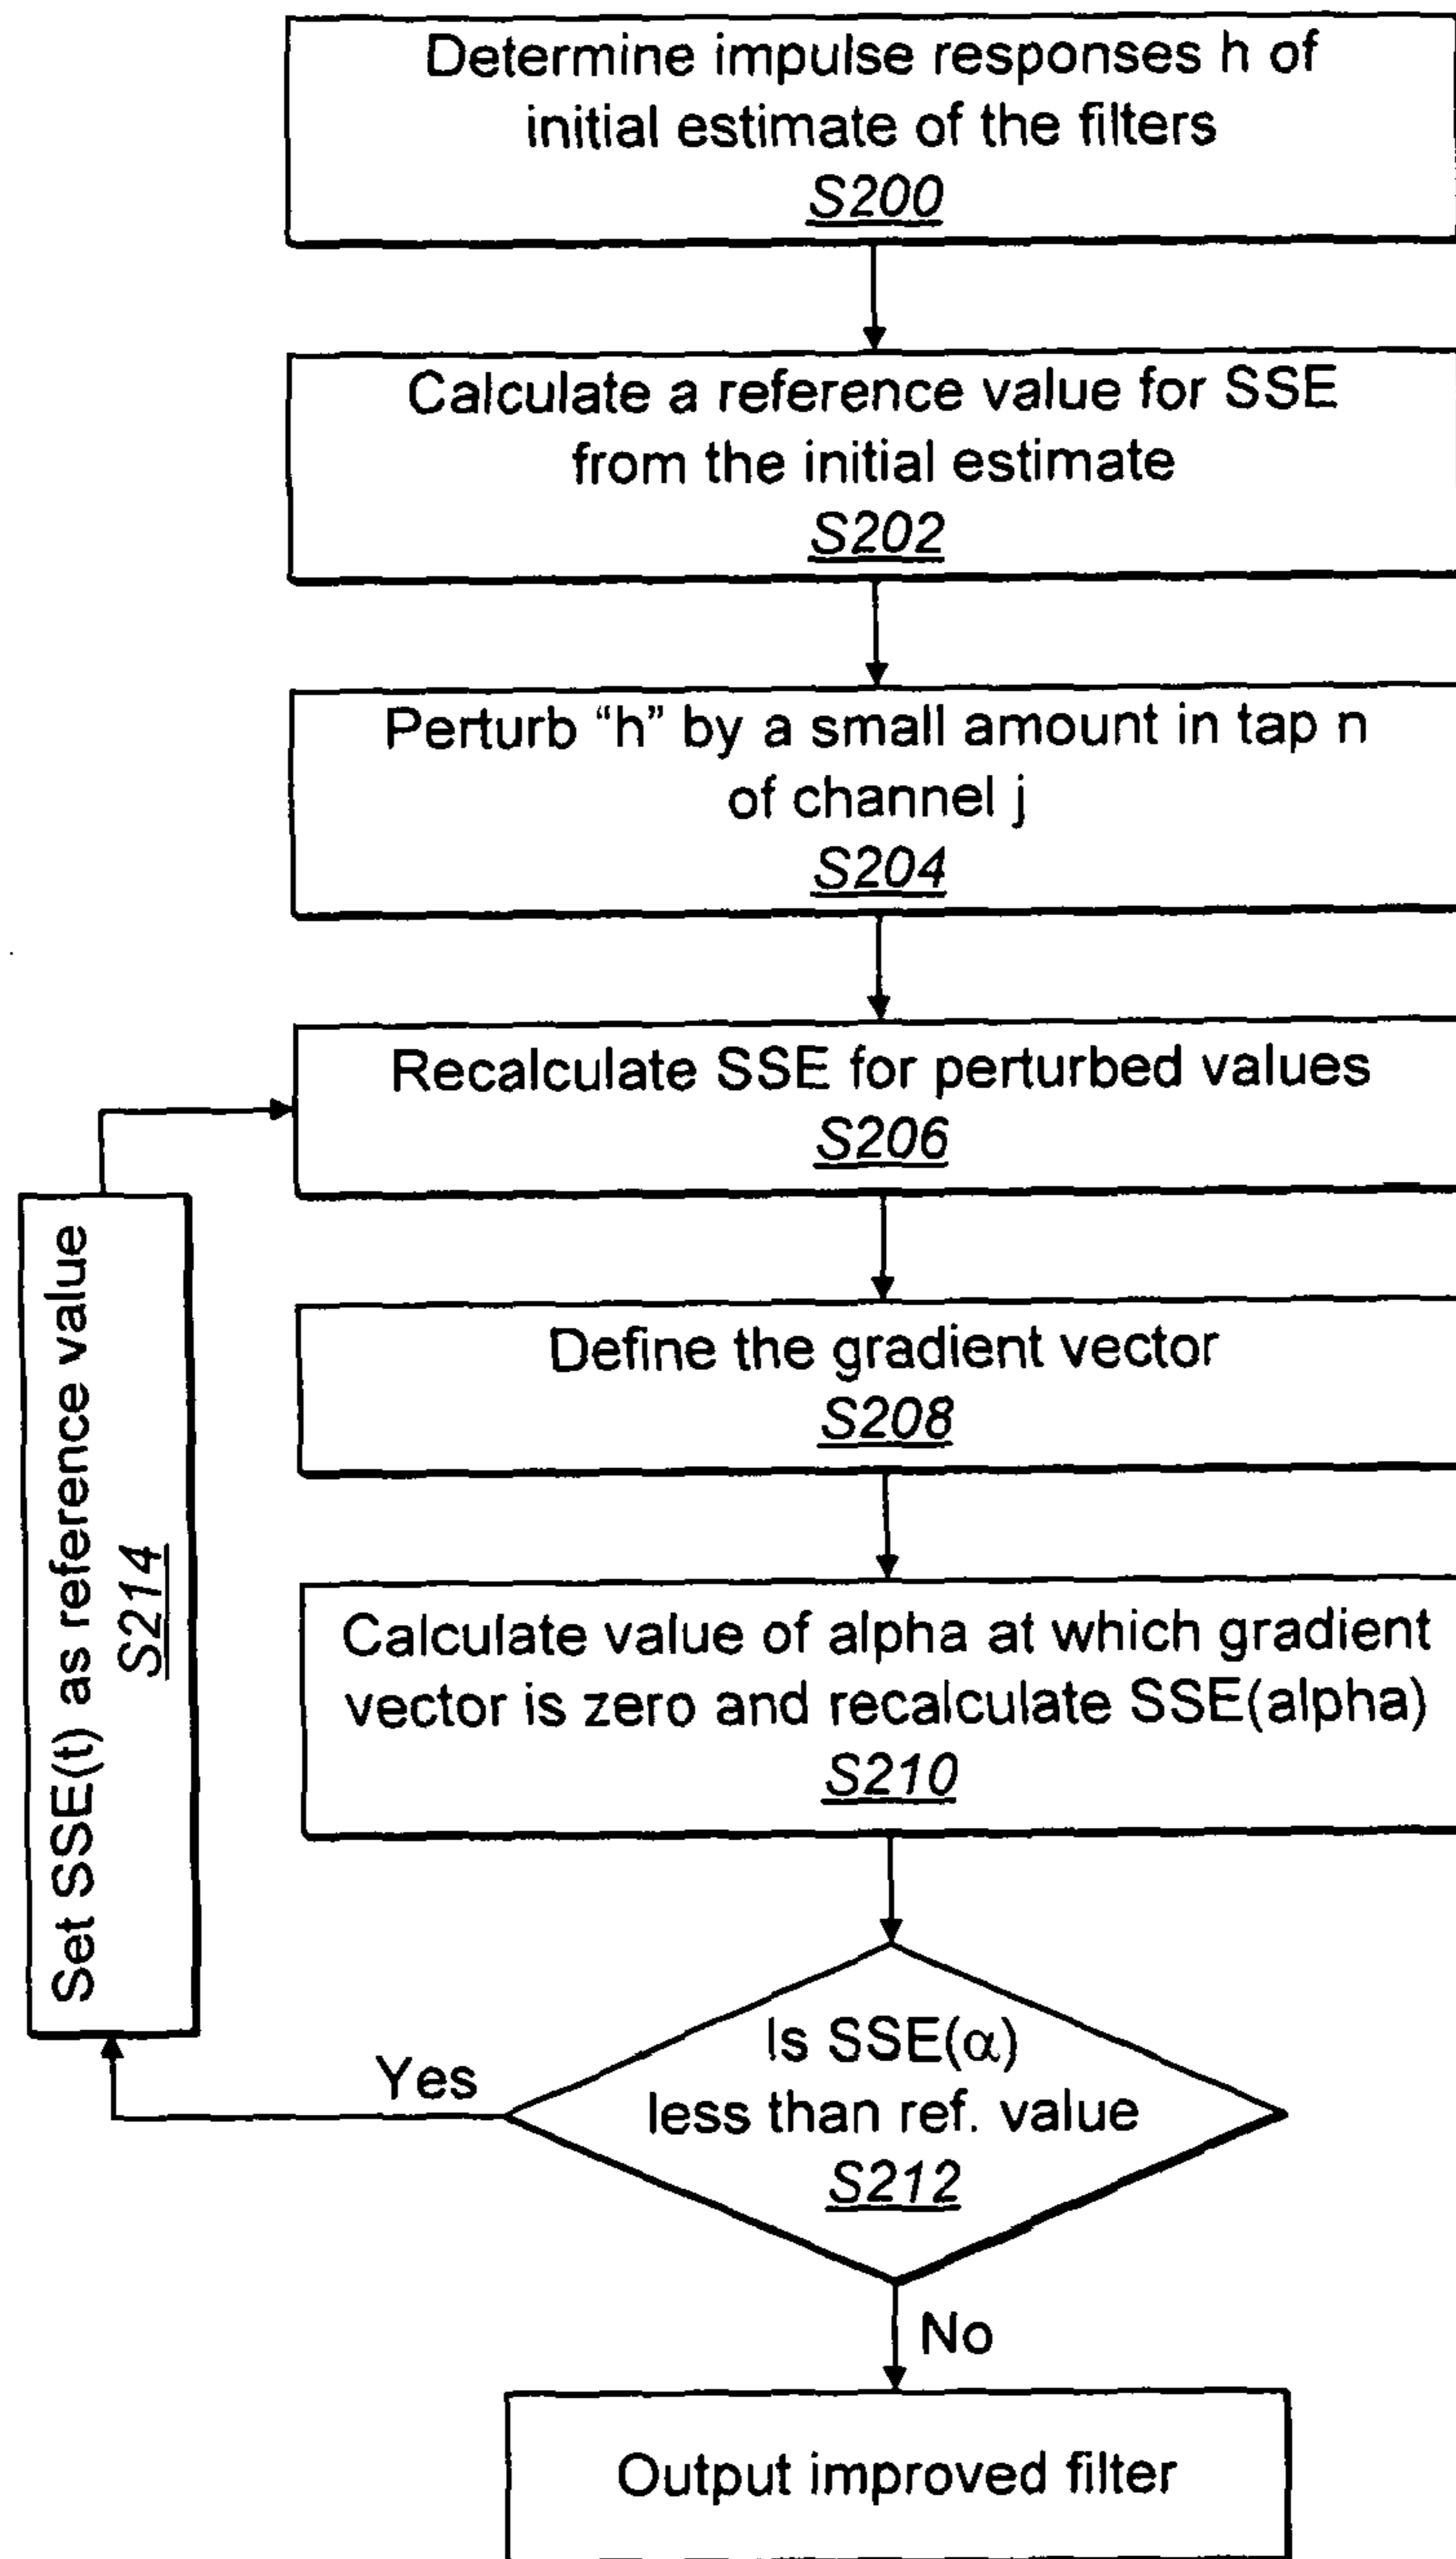 Determine impulse responses h of
initial estimate of the filters
S200
Calculate a reference value for SSE
from the initial estimate
S202
Perturb “h” by a small amount in tap n
of channel j
S204
Recalculate SSE for perturbed values
S206
Define the gradient vector
S208
Calculate value of alpha at which gradient
vector is zero and recalculate SSE(alpha)
S210
Set SSE(t) as reference value
S214
Is SSE(α)
less than ref. value
S212
Yes
No
Output improved filter